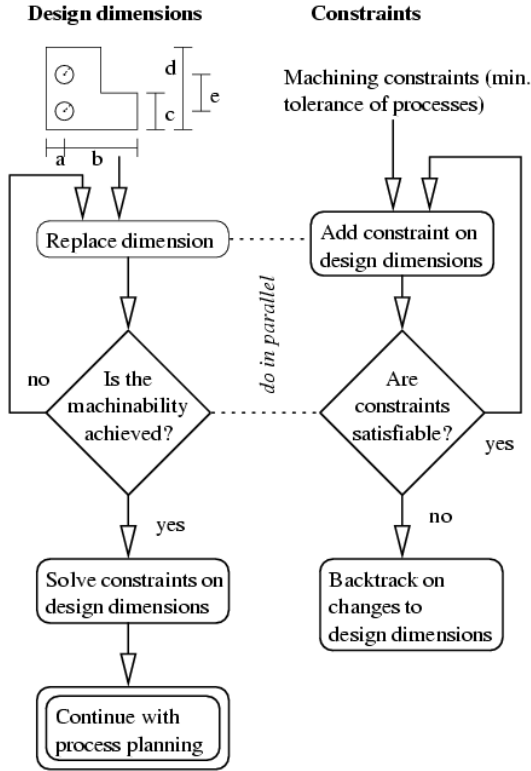 Design dimensions
Constraints
d
e
c
a
b
Machining constraints (min.
tolerance of processes)
Replace dimension
Add constraint on
design dimensions
do in parallel
no
Is the
machinability
achieved?
Are
constraints
satisfiable?
yes
yes
no
Solve constraints on
design dimensions
Backtrack on
changes to
design dimensions
Continue with
process planning